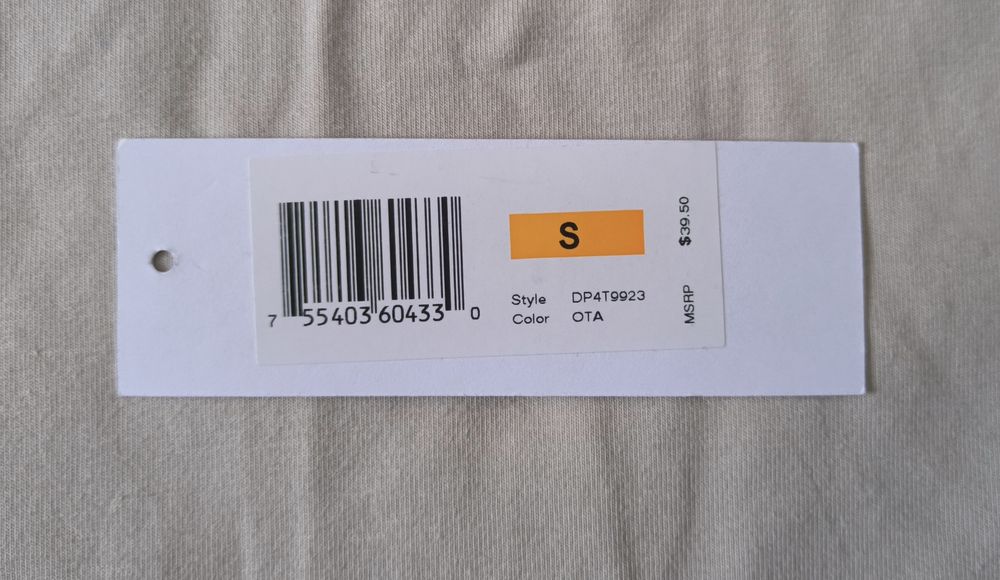 7 55403 60433 0
S
Style DP4T9923
Color OTA
MSRP $39.50